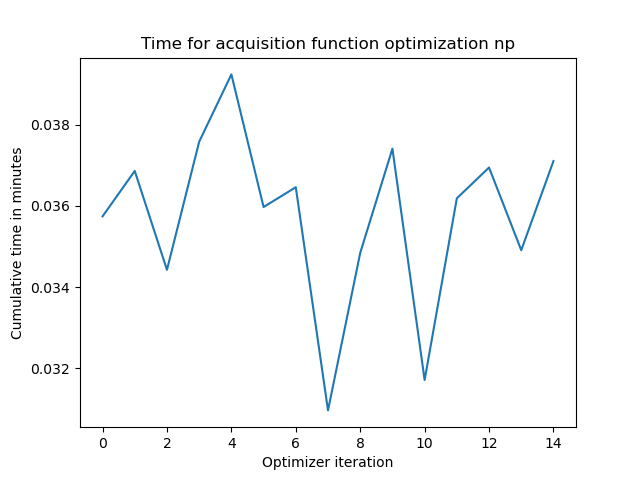 Time for acquisition function optimization np
Cumulative time in minutes
0.038
0.036
0.034
0.032
0 2 4 6 8 10 12 14
Optimizer iteration